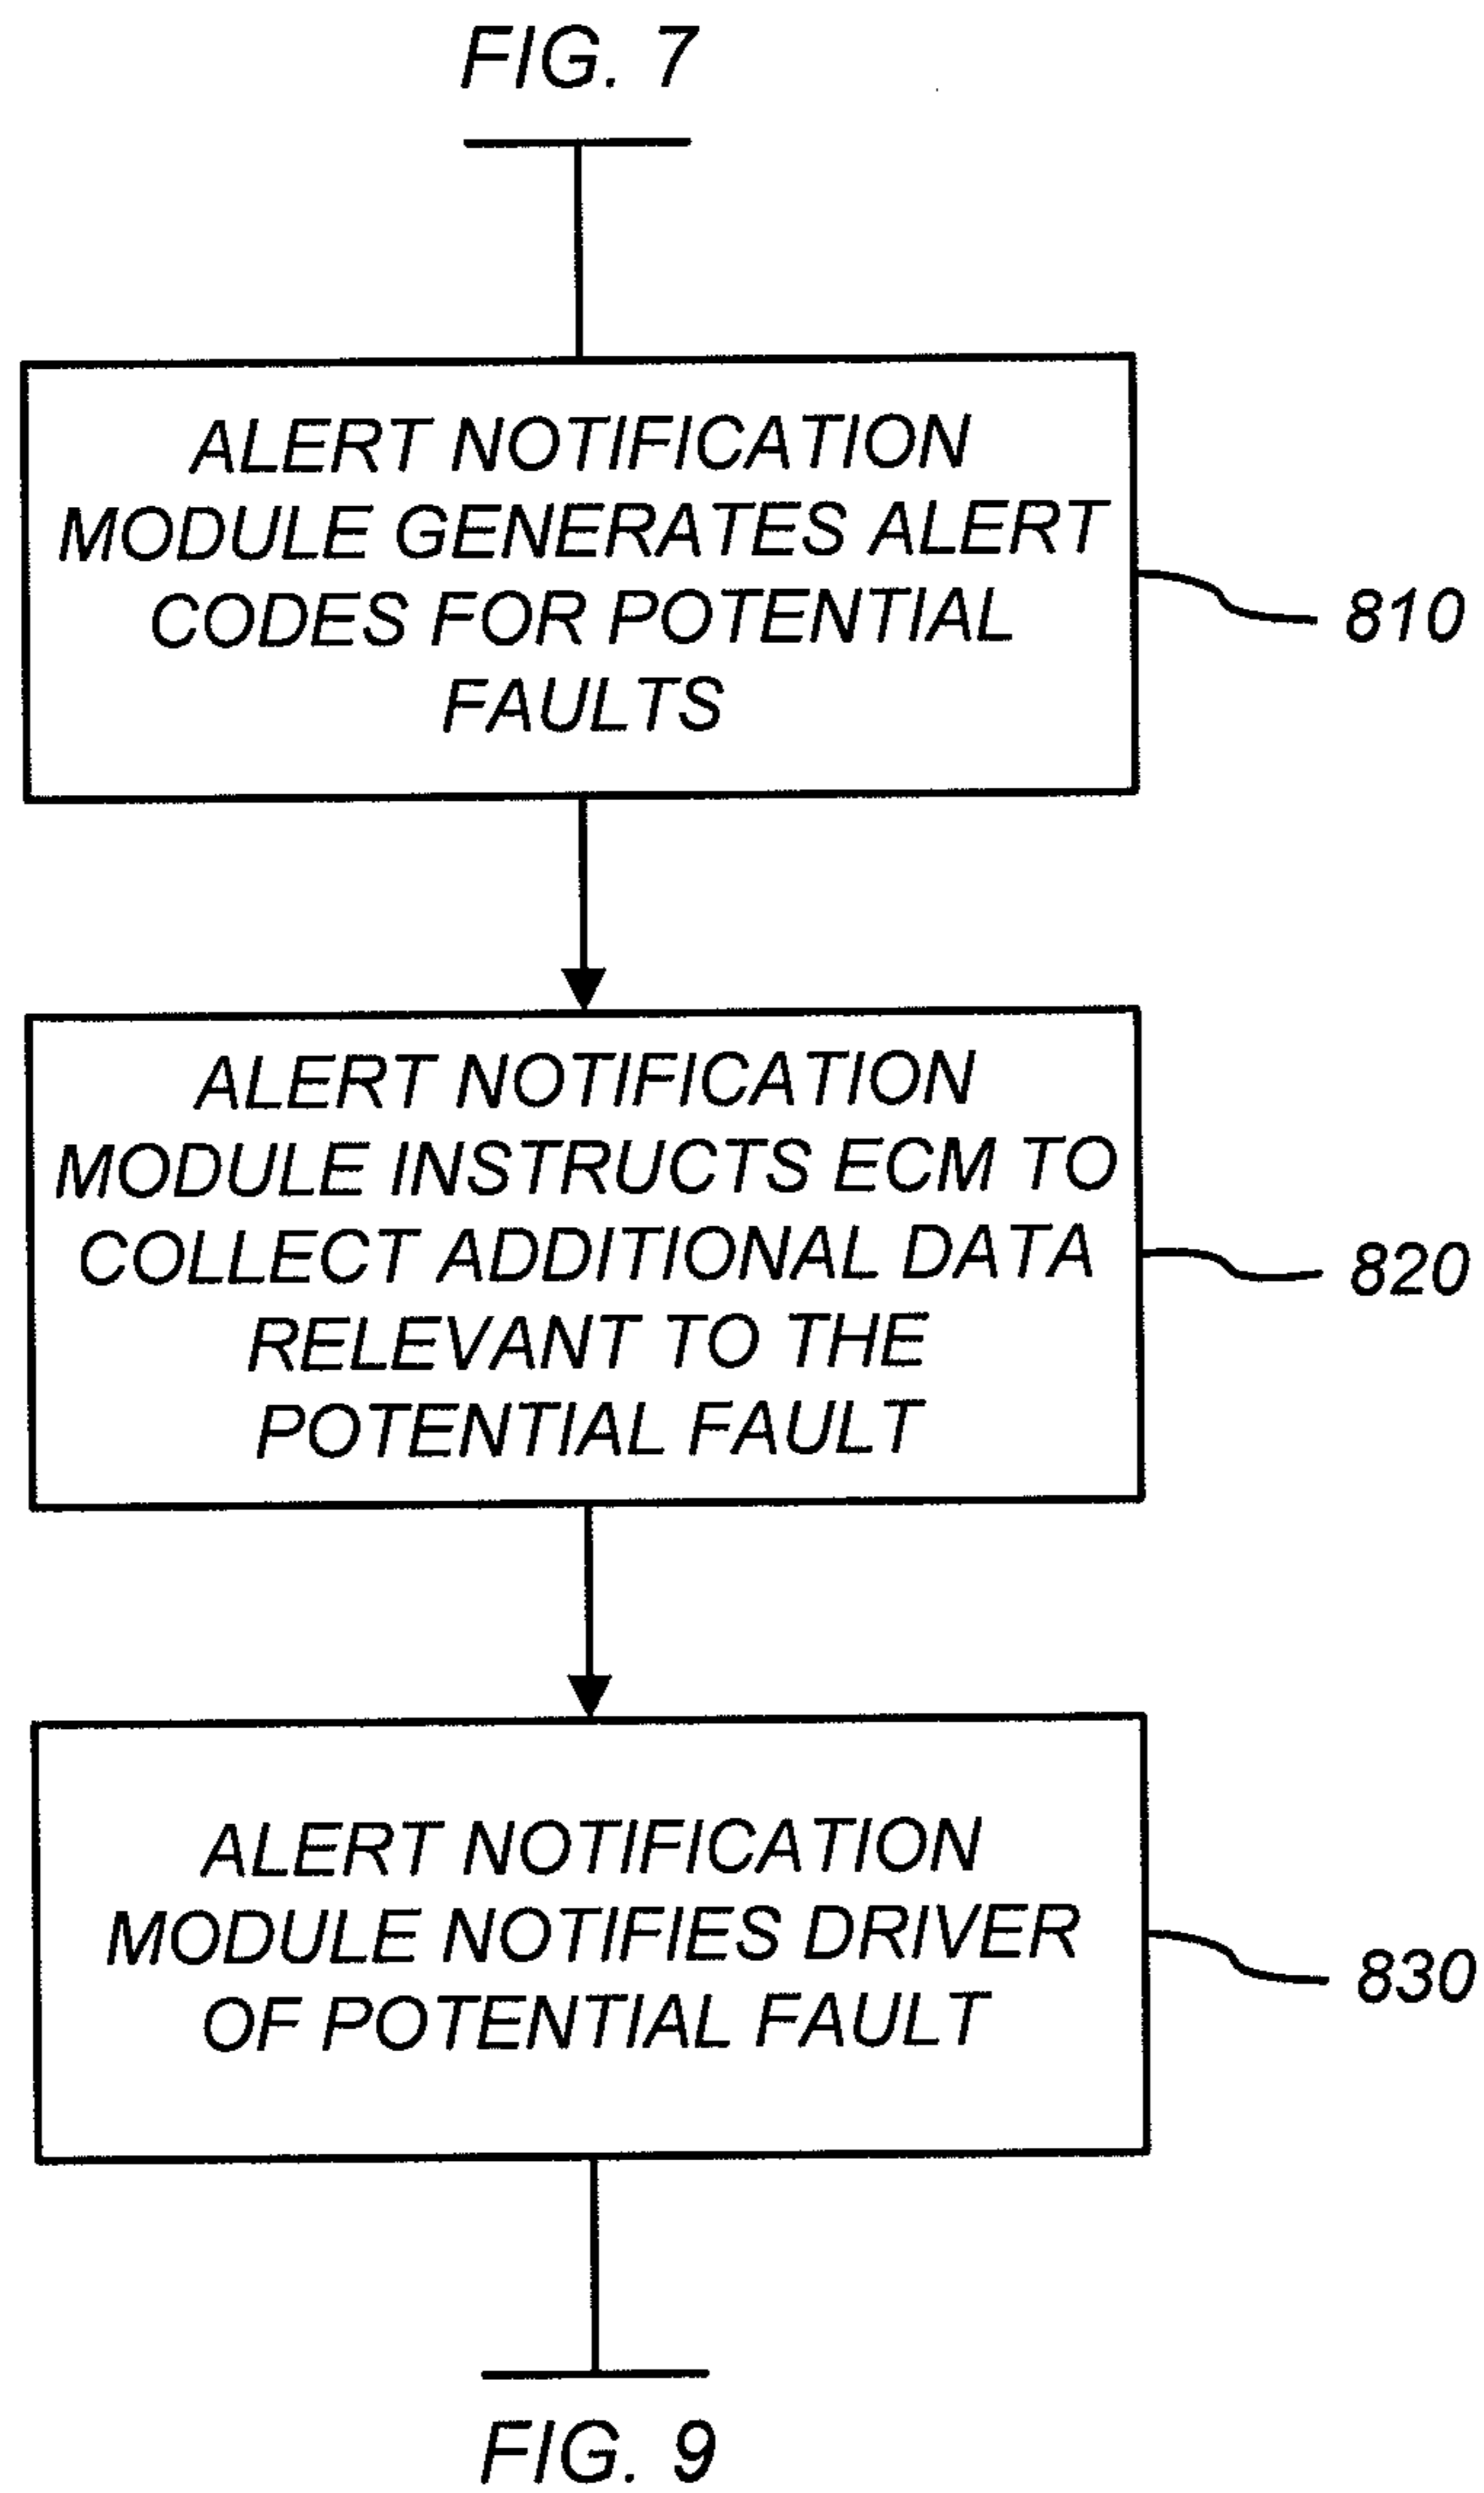 FIG. 7
ALERT NOTIFICATION
MODULE GENERATES ALERT
CODES FOR POTENTIAL
FAULTS
810
ALERT NOTIFICATION
MODULE INSTRUCTS ECM TO
COLLECT ADDITIONAL DATA
RELEVANT TO THE
POTENTIAL FAULT
820
ALERT NOTIFICATION
MODULE NOTIFIES DRIVER
OF POTENTIAL FAULT
830
FIG. 9